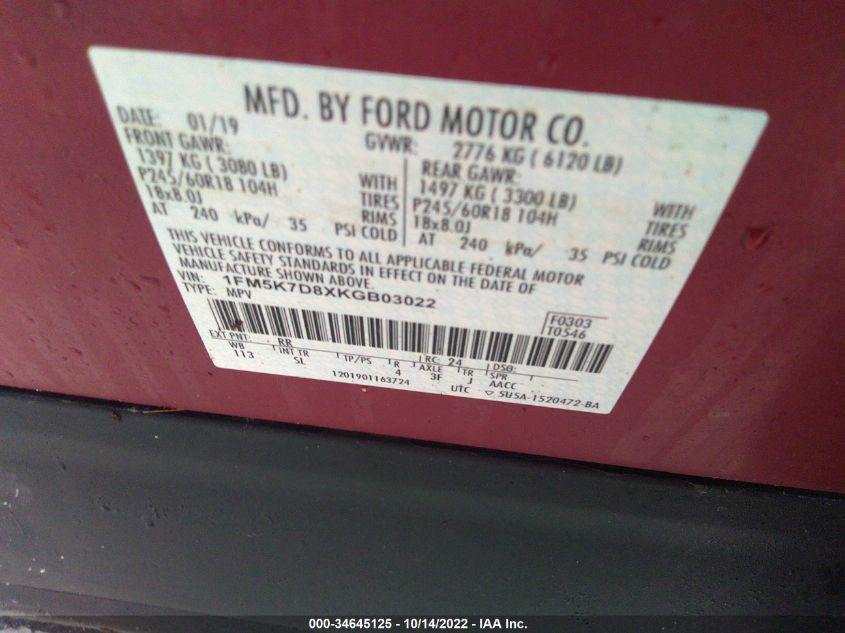 MFD. BY FORD MOTOR CO.
DATE: 01/19 GVWR: 2776 KG ( 6120 LB)
FRONT GAWR: REAR GAWR:
1397 KG ( 3080 LB) WITH 1497 KG ( 3300 LB) WITH
P245/60R18 104H TIRES P245/60R18 104H TIRES
18x8.0J RIMS 18x8.0J RIMS
AT 240 kPa/ 35 PSI COLD AT 240 kPa/ 35 PSI COLD
THIS VEHICLE CONFORMS TO ALL APPLICABLE FEDERAL MOTOR
VEHICLE SAFETY STANDARDS IN EFFECT ON THE DATE OF
MANUFACTURE SHOWN ABOVE.
VIN: 1FM5K7D8XKGB03022
TYPE: MPV
F0303
T0546
EXT PNT: RR RC: 24 DSO:
WB INT TR TP/PS R AXLE TR SPR
113 SL 4 3F J AACC
1201901163724 UTC ▽ 5U5A-1520472-BA
000-34645125 - 10/14/2022 - IAA Inc.